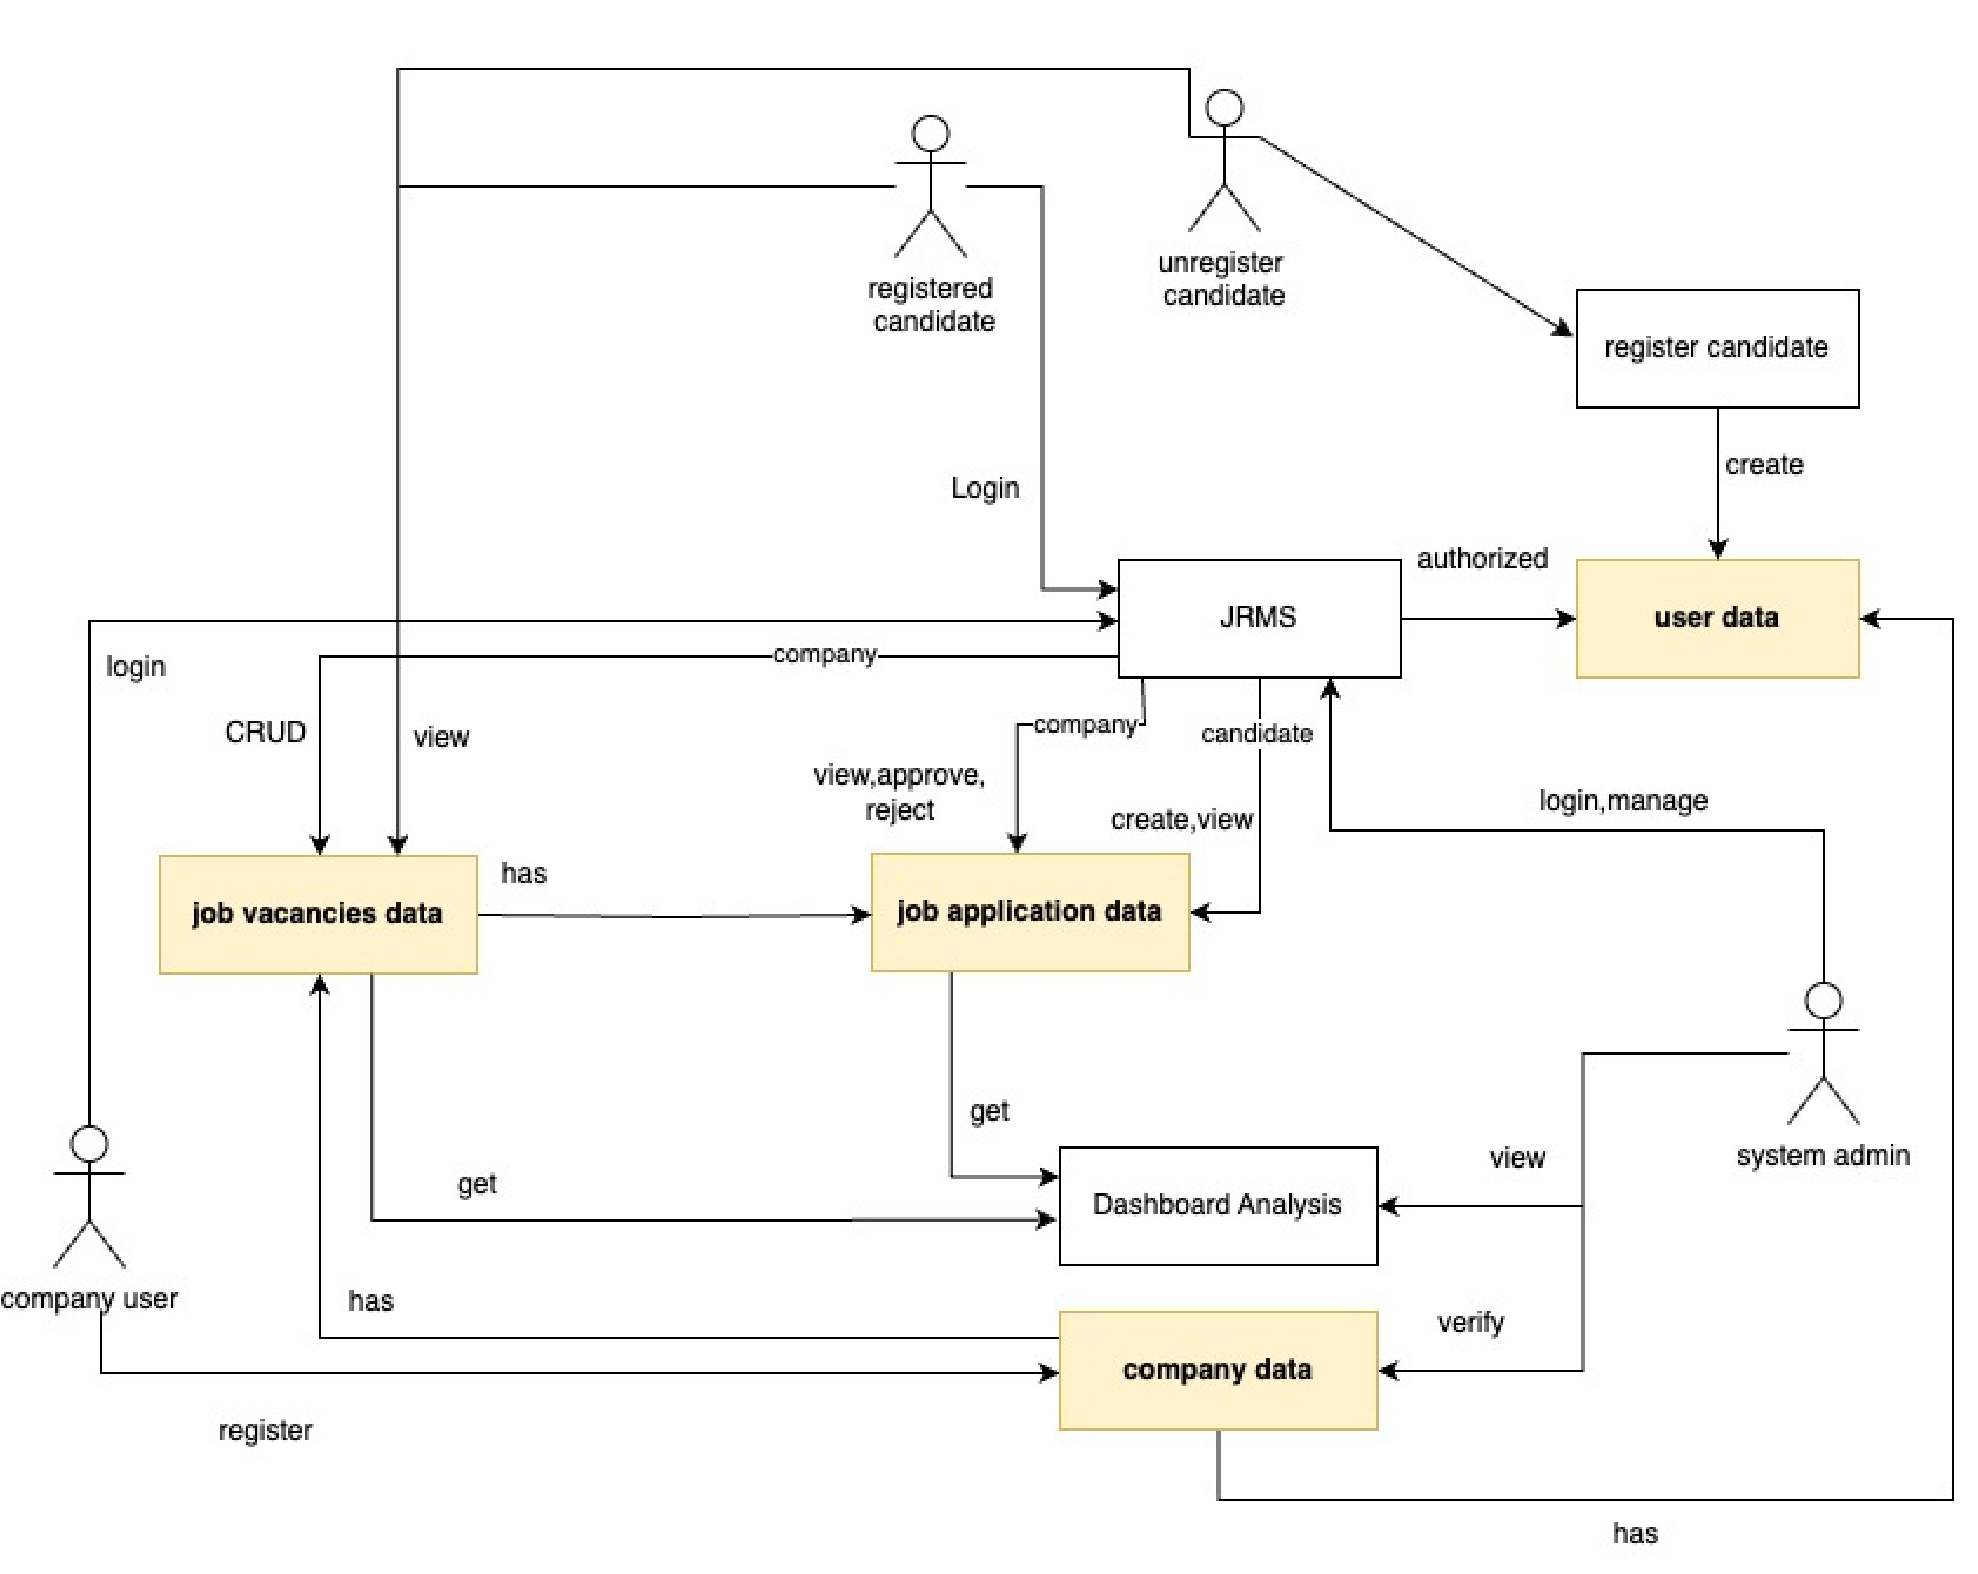 registered
candidate
unregister
candidate
register candidate
create
Login
authorized
JRMS
user data
login
company
CRUD
view
company
candidate
view,approve,
reject
create,view
login,manage
has
job vacancies data
job application data
get
system admin
view
get
Dashboard Analysis
company user
has
verify
company data
register
has